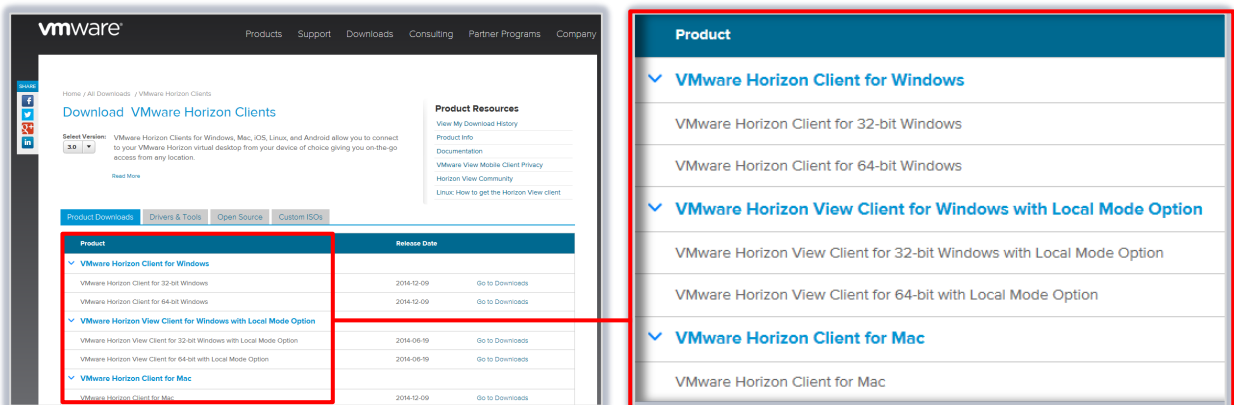 vmware®
Products Support Downloads Consulting Partner Programs Company
SHARE
Home / All Downloads / VMware Horizon Clients
Download VMware Horizon Clients
Select Version:
3.0
VMware Horizon Clients for Windows, Mac, iOS, Linux, and Android allow you to connect
to your VMware Horizon virtual desktop from your device of choice giving you on-the-go
access from any location.
Read More
Product Resources
View My Download History
Product Info
Documentation
VMware View Mobile Client Privacy
Horizon View Community
Linux: How to get the Horizon View client
Product Downloads Drivers & Tools Open Source Custom ISOs
Product Release Date
VMware Horizon Client for Windows
VMware Horizon Client for 32-bit Windows 2014-12-09 Go to Downloads
VMware Horizon Client for 64-bit Windows 2014-12-09 Go to Downloads
VMware Horizon View Client for Windows with Local Mode Option
VMware Horizon View Client for 32-bit Windows with Local Mode Option 2014-06-19 Go to Downloads
VMware Horizon View Client for 64-bit with Local Mode Option 2014-06-19 Go to Downloads
VMware Horizon Client for Mac
VMware Horizon Client for Mac 2014-12-09 Go to Downloads
Product
VMware Horizon Client for Windows
VMware Horizon Client for 32-bit Windows
VMware Horizon Client for 64-bit Windows
VMware Horizon View Client for Windows with Local Mode Option
VMware Horizon View Client for 32-bit Windows with Local Mode Option
VMware Horizon View Client for 64-bit with Local Mode Option
VMware Horizon Client for Mac
VMware Horizon Client for Mac